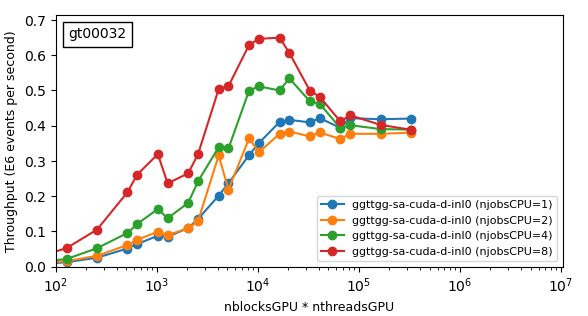 gt00032
Throughput (E6 events per second)
0.7
0.6
0.5
0.4
0.3
0.2
0.1
0.0
ggttgg-sa-cuda-d-inl0 (njobsCPU=1)
ggttgg-sa-cuda-d-inl0 (njobsCPU=2)
ggttgg-sa-cuda-d-inl0 (njobsCPU=4)
ggttgg-sa-cuda-d-inl0 (njobsCPU=8)
10² 10³ 10⁴ 10⁵ 10⁶ 10⁷
nblocksGPU * nthreadsGPU